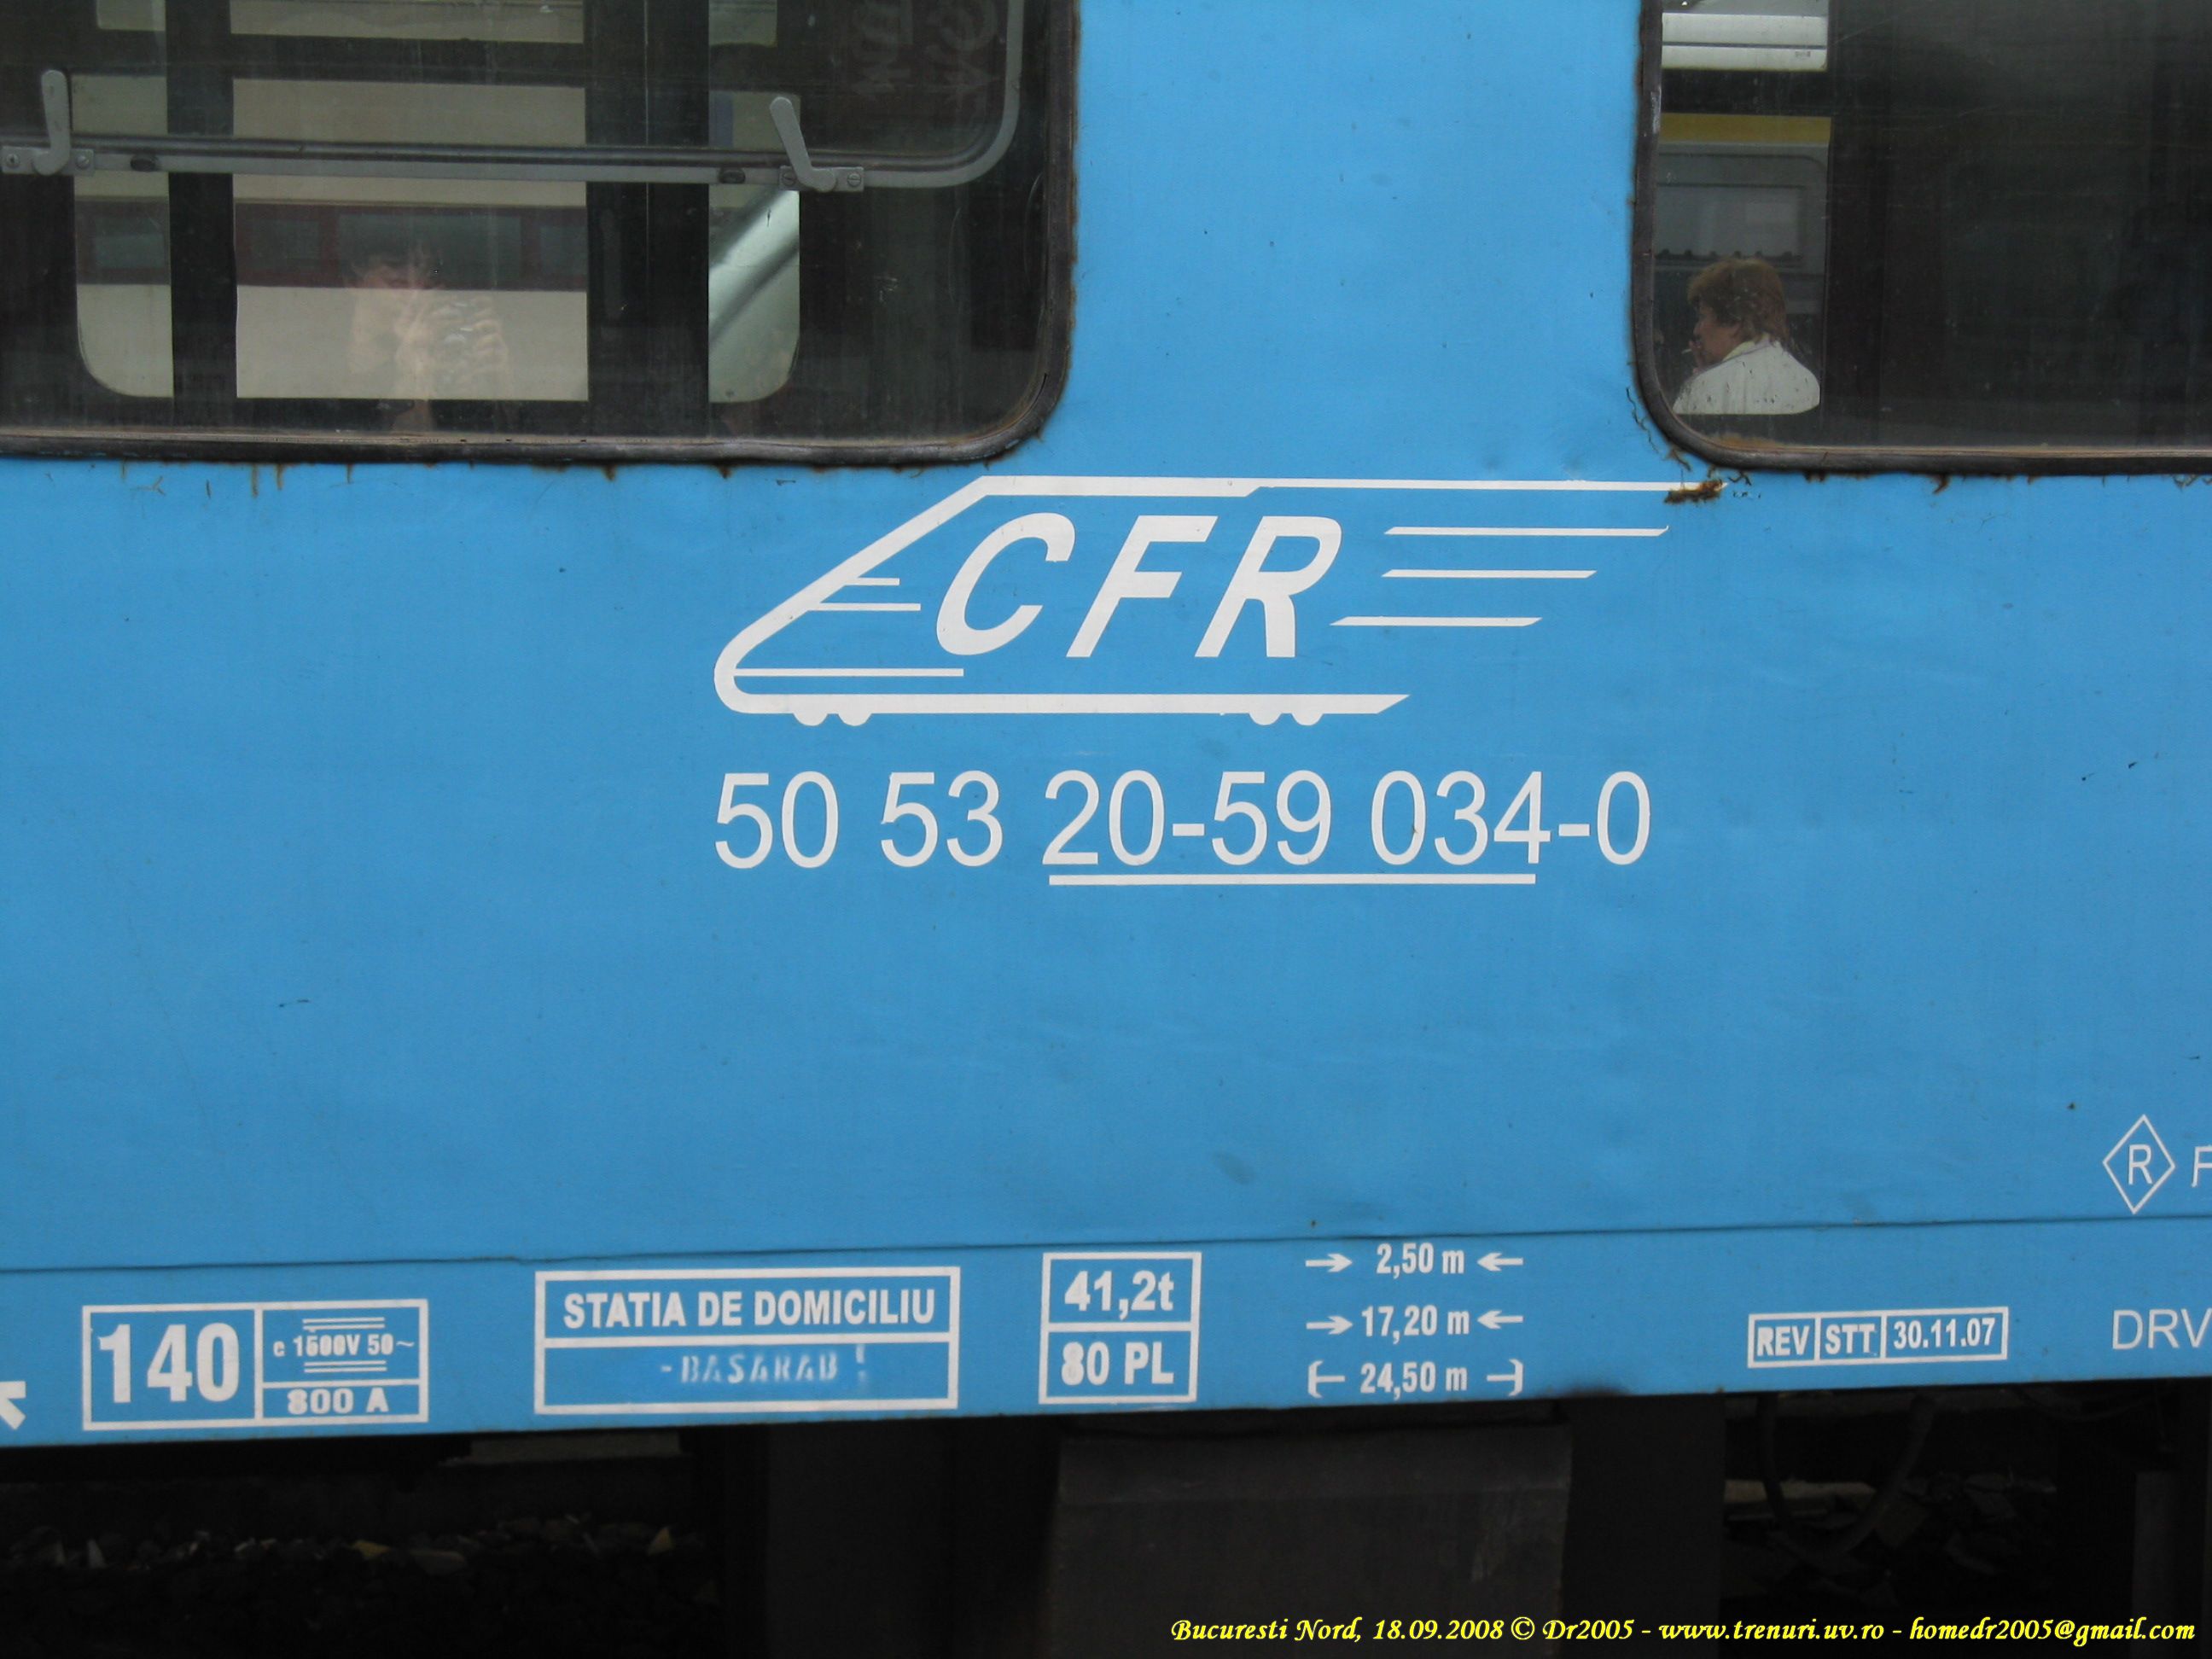 CFR
50 53 20-59 034-0
R
140
c 1500V 50~
800 A
STATIA DE DOMICILIU
-BASARAB
41,2t
80 PL
2,50 m
17,20 m
24,50 m
REV STT 30.11.07
DRV
Bucuresti Nord, 18.09.2008 © Dr2005 - www.trenuri.uv.ro - homedr2005@gmail.com